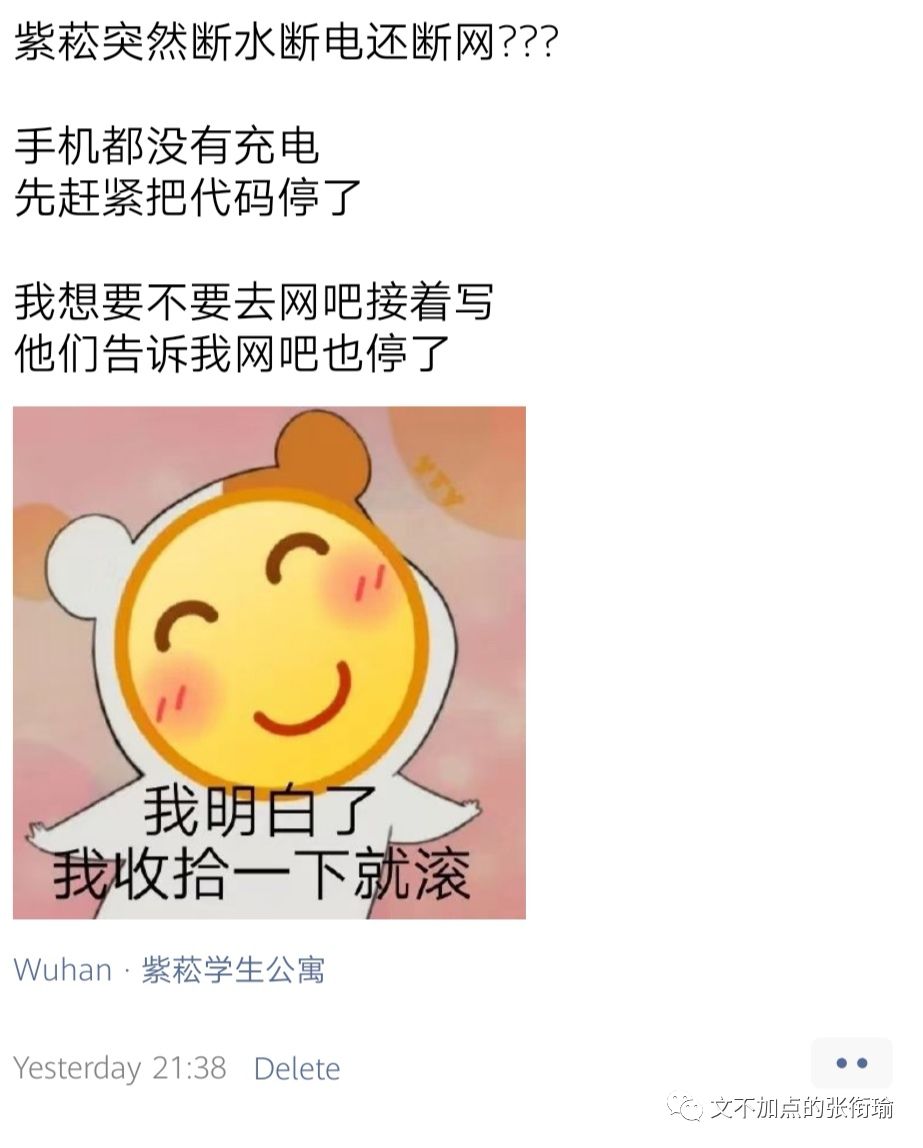 紫菘突然断水断电还断网???
手机都没有充电
先赶紧把代码停了
我想要不要去网吧接着写
他们告诉我网吧也停了
YTY
我明白了
我收拾一下就滚
Wuhan · 紫菘学生公寓
Yesterday 21:38 Delete
文不加点的张衔瑜